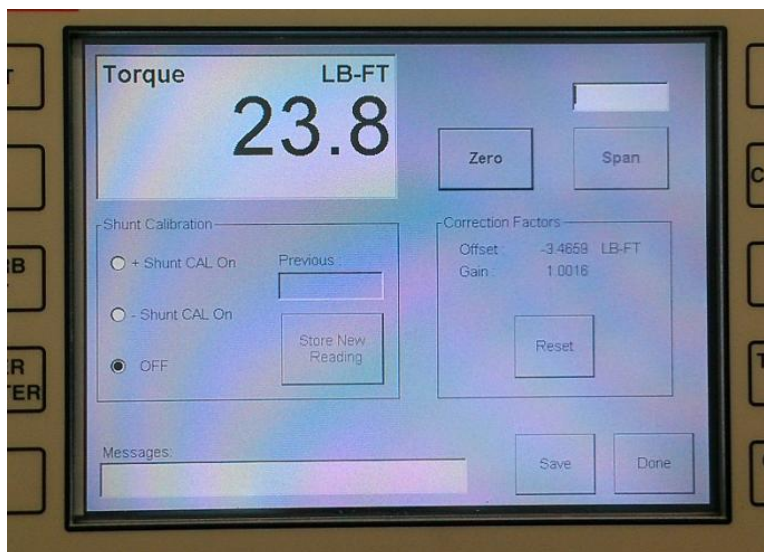 Torque LB-FT
23.8
Zero
Span
Shunt Calibration
+ Shunt CAL On
Previous :
- Shunt CAL On
OFF
Store New
Reading
Correction Factors
Offset : -3.4659 LB-FT
Gain : 1.0016
Reset
Messages:
Save
Done
RB
ER
TER